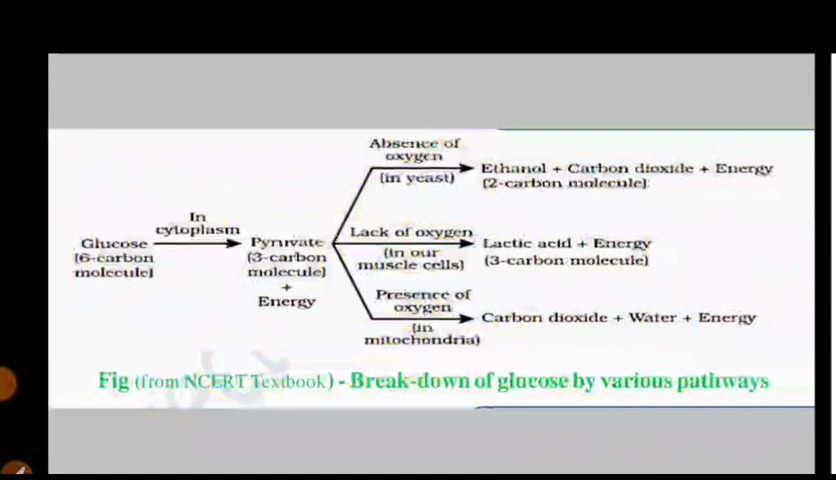 Absence of
oxygen
(in yeast)
Ethanol + Carbon dioxide + Energy
(2-carbon molecule)
In
cytoplasm
Glucose
(6-carbon
molecule)
Pyruvate
(3-carbon
molecule)
+
Energy
Lack of oxygen
(in our
muscle cells)
Lactic acid + Energy
(3-carbon molecule)
Presence of
oxygen
(in
mitochondria)
Carbon dioxide + Water + Energy
Fig (from NCERT Textbook) - Break-down of glucose by various pathways